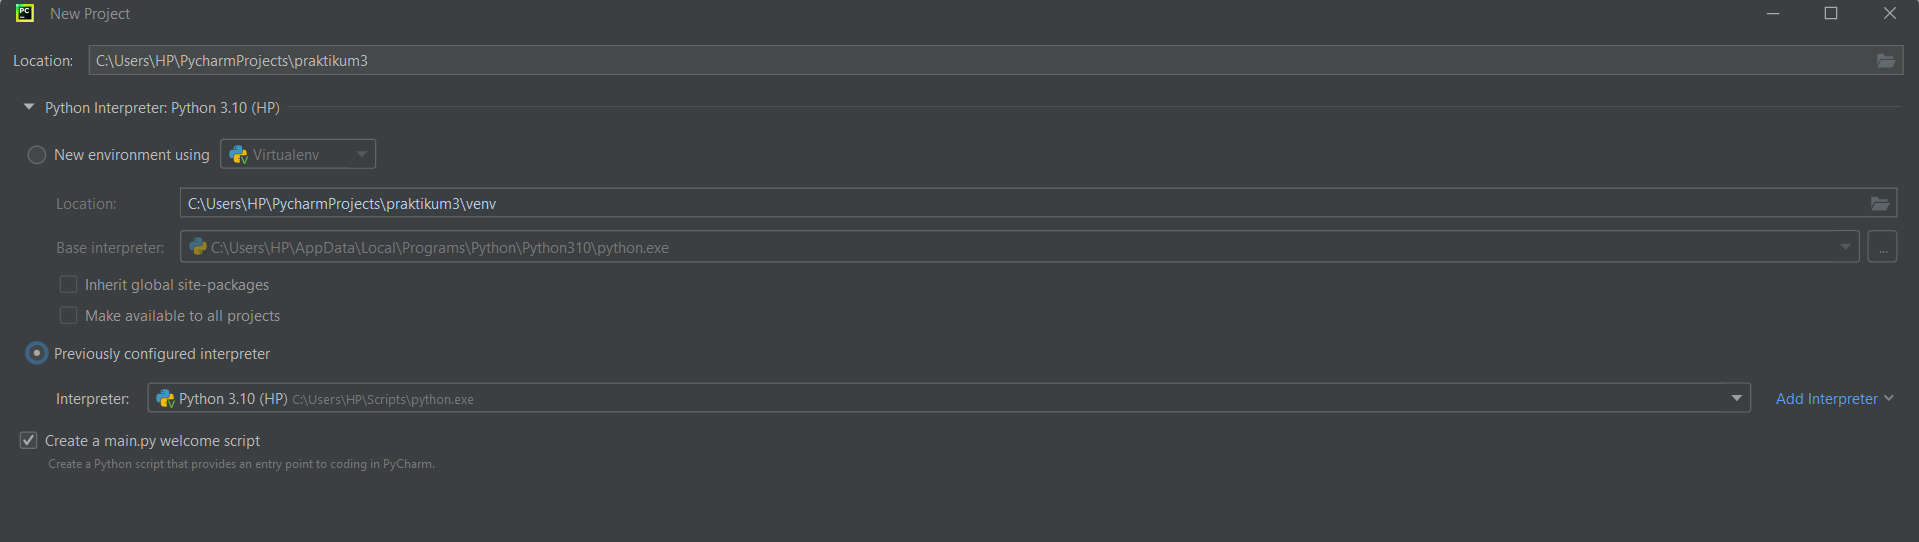 PC New Project
Location: C:\Users\HP\PycharmProjects\praktikum3
Python Interpreter: Python 3.10 (HP)
New environment using Virtualenv
Location: C:\Users\HP\PycharmProjects\praktikum3\venv
Base interpreter: C:\Users\HP\AppData\Local\Programs\Python\Python310\python.exe ...
Inherit global site-packages
Make available to all projects
Previously configured interpreter
Interpreter: Python 3.10 (HP) C:\Users\HP\Scripts\python.exe Add Interpreter
Create a main.py welcome script
Create a Python script that provides an entry point to coding in PyCharm.